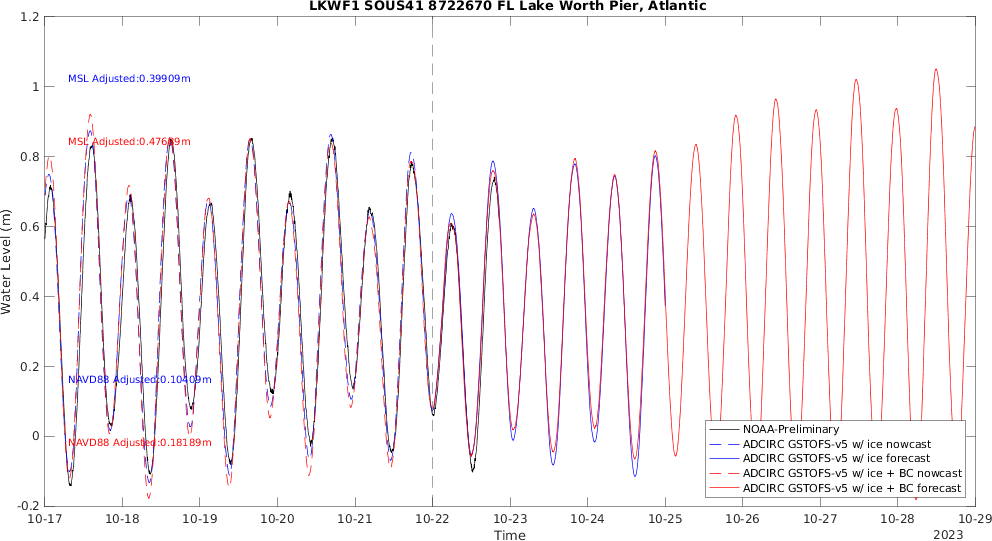 LKWF1 SOUS41 8722670 FL Lake Worth Pier, Atlantic
1.2
1
0.8
0.6
0.4
0.2
0
-0.2
Water Level (m)
MSL Adjusted:0.39909m
MSL Adjusted:0.47689m
NAVD88 Adjusted:0.10409m
NAVD88 Adjusted:0.18189m
NOAA-Preliminary
ADCIRC GSTOFS-v5 w/ ice nowcast
ADCIRC GSTOFS-v5 w/ ice forecast
ADCIRC GSTOFS-v5 w/ ice + BC nowcast
ADCIRC GSTOFS-v5 w/ ice + BC forecast
10-17 10-18 10-19 10-20 10-21 10-22 10-23 10-24 10-25 10-26 10-27 10-28 10-29
Time
2023